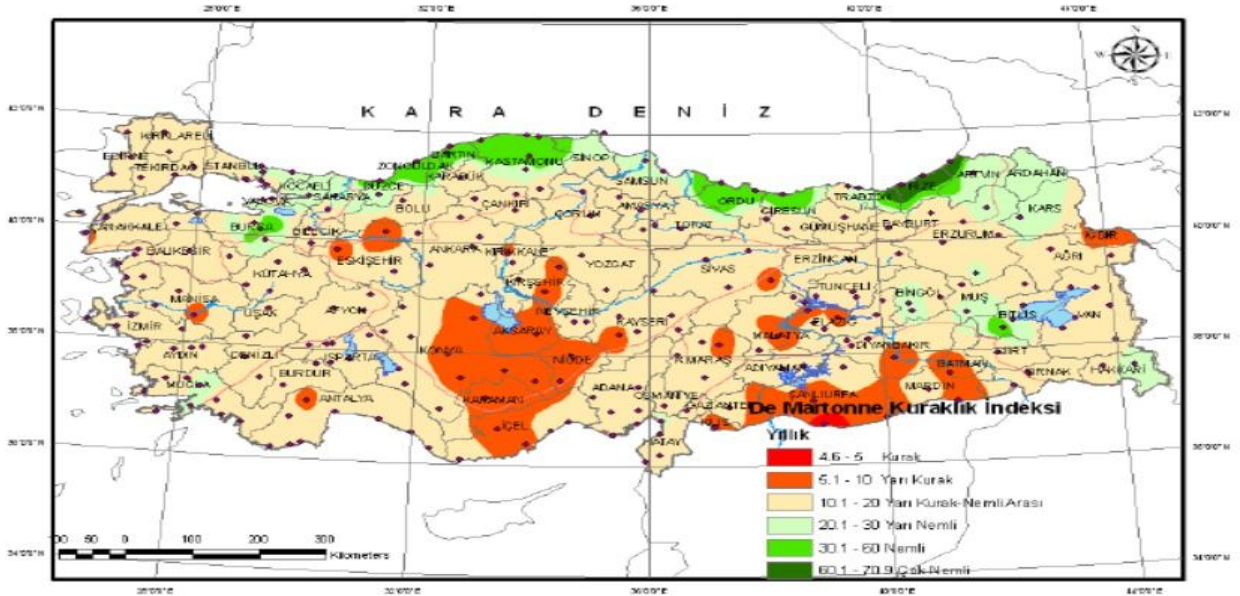 KARA DENİZ
N
W
KIRKLARELİ
EDİRNE
TEKİRDAĞ
İSTANBUL
KOCAELİ
SAKARYA
DÜZCE
ZONGULDAK
BARTIN
KARABÜK
KASTAMONU
SİNOP
SAMSUN
ORDU
GİRESUN
TRABZON
RİZE
ARTVİN
ARDAHAN
KARS
ÇANAKKALE
BALIKESİR
BURSA
BİLECİK
BOLU
ÇANKIRI
ÇORUM
AMASYA
TOKAT
GÜMÜŞHANE
BAYBURT
ERZURUM
IĞDIR
AĞRI
KÜTAHYA
ESKİŞEHİR
ANKARA
KIRIKKALE
YOZGAT
SİVAS
ERZİNCAN
TUNCELİ
BİNGÖL
MUŞ
BİTLİS
VAN
MANİSA
UŞAK
AFYON
KIRŞEHİR
NEVŞEHİR
KAYSERİ
MALATYA
ELAZIĞ
İZMİR
AYDIN
DENİZLİ
ISPARTA
KONYA
AKSARAY
NİĞDE
K.MARAŞ
ADIYAMAN
DİYARBAKIR
BATMAN
SİİRT
ŞIRNAK
HAKKARİ
MUĞLA
BURDUR
ANTALYA
KARAMAN
İÇEL
ADANA
OSMANİYE
GAZİANTEP
KİLİS
ŞANLIURFA
MARDİN
HATAY
De Martonne Kuraklık İndeksi
Yıllık
4.6 - 5 Kurak
5.1 - 10 Yarı Kurak
10.1 - 20 Yarı Kurak-Nemli Arası
20.1 - 30 Yarı Nemli
30.1 - 60 Nemli
60.1 - 70.9 Çok Nemli
50 0 100 200 300
Kilometers